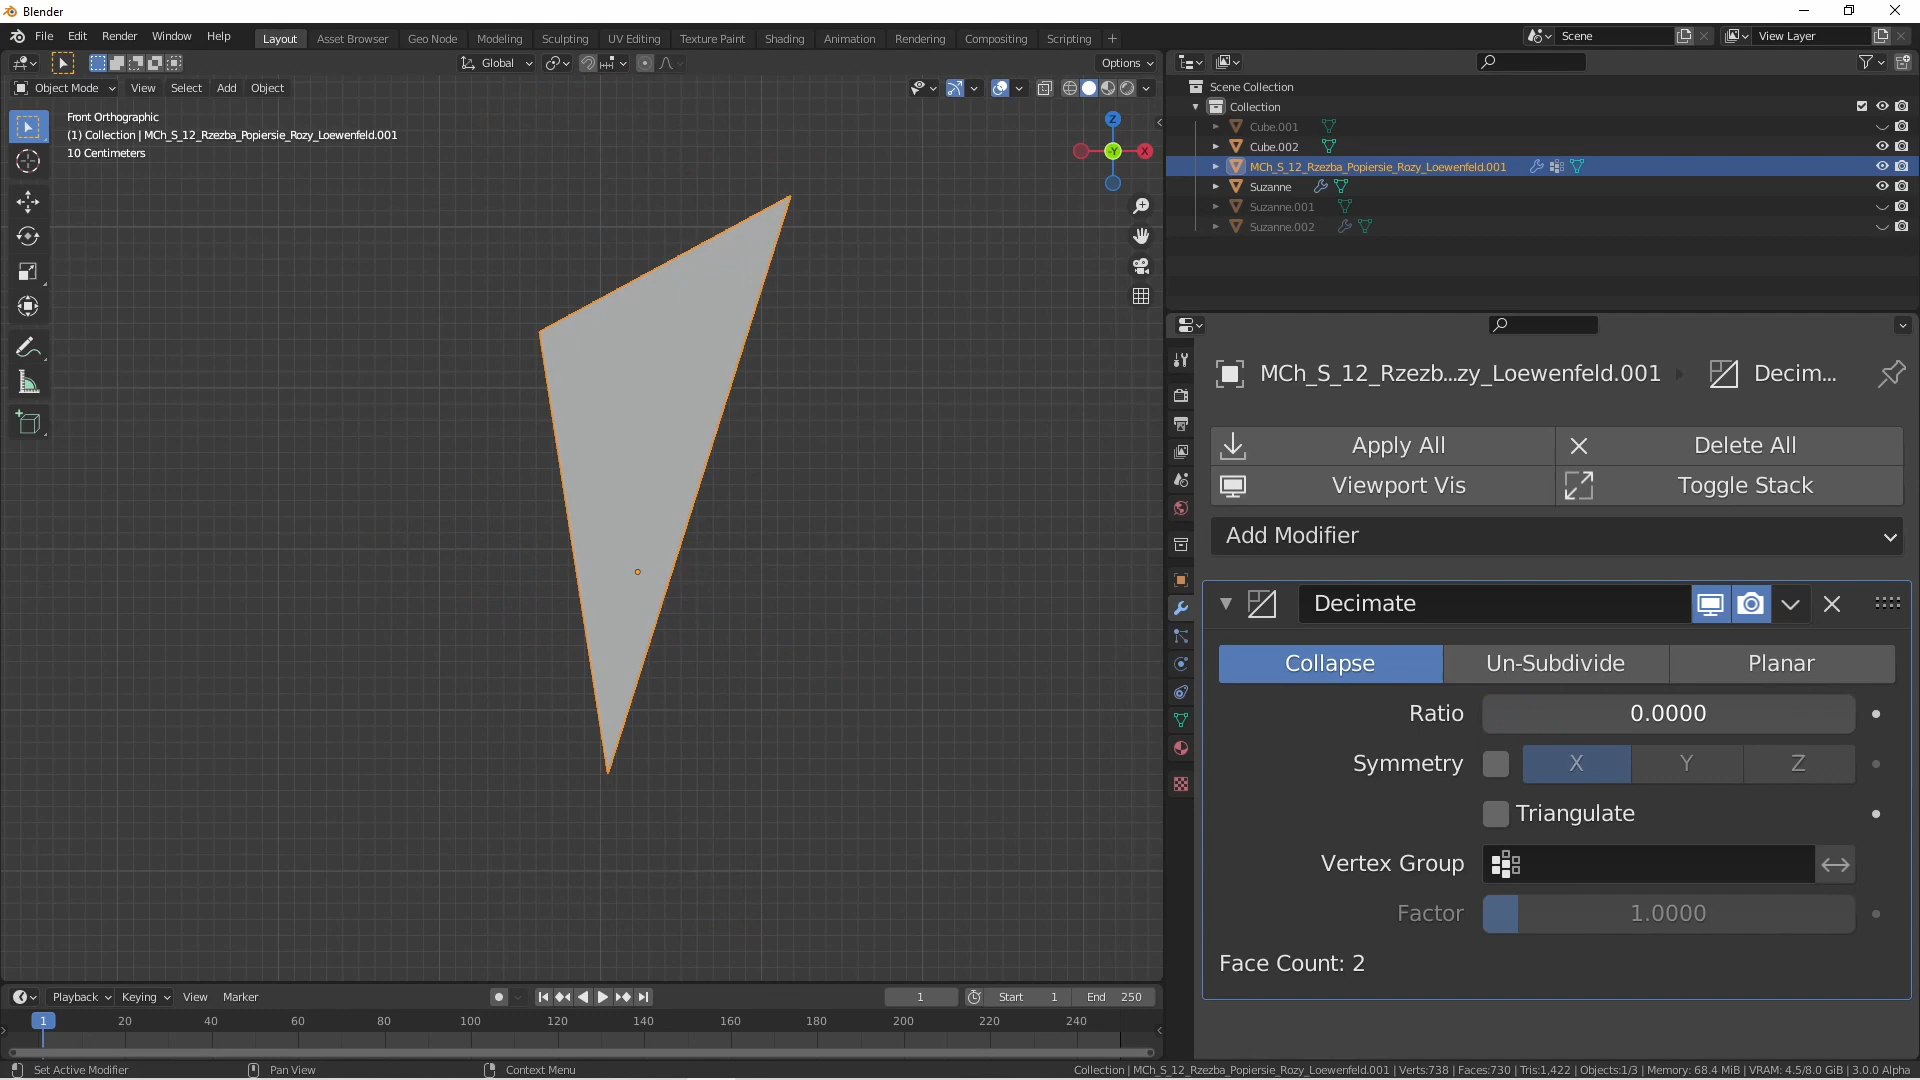 Blender
File Edit Render Window Help
Layout Asset Browser Geo Node Modeling Sculpting UV Editing Texture Paint Shading Animation Rendering Compositing Scripting +
Scene
View Layer
Global
Options
Object Mode View Select Add Object
Front Orthographic
(1) Collection | MCh_S_12_Rzezba_Popiersie_Rozy_Loewenfeld.001
10 Centimeters
Z
-Y
X
Scene Collection
Collection
Cube.001
Cube.002
MCh_S_12_Rzezba_Popiersie_Rozy_Loewenfeld.001
Suzanne
Suzanne.001
Suzanne.002
MCh_S_12_Rzezb...zy_Loewenfeld.001 Decim...
Apply All Delete All
Viewport Vis Toggle Stack
Add Modifier
Decimate
Collapse Un-Subdivide Planar
Ratio 0.0000
Symmetry X Y Z
Triangulate
Vertex Group
Factor 1.0000
Face Count: 2
Playback Keying View Marker
1 Start 1 End 250
1 20 40 60 80 100 120 140 160 180 200 220 240
Set Active Modifier Pan View Context Menu
Collection | MCh_S_12_Rzezba_Popiersie_Rozy_Loewenfeld.001 | Verts:738 | Faces:730 | Tris:1,422 | Objects:1/3 | Memory: 68.4 MiB | VRAM: 4.5/8.0 GiB | 3.0.0 Alpha